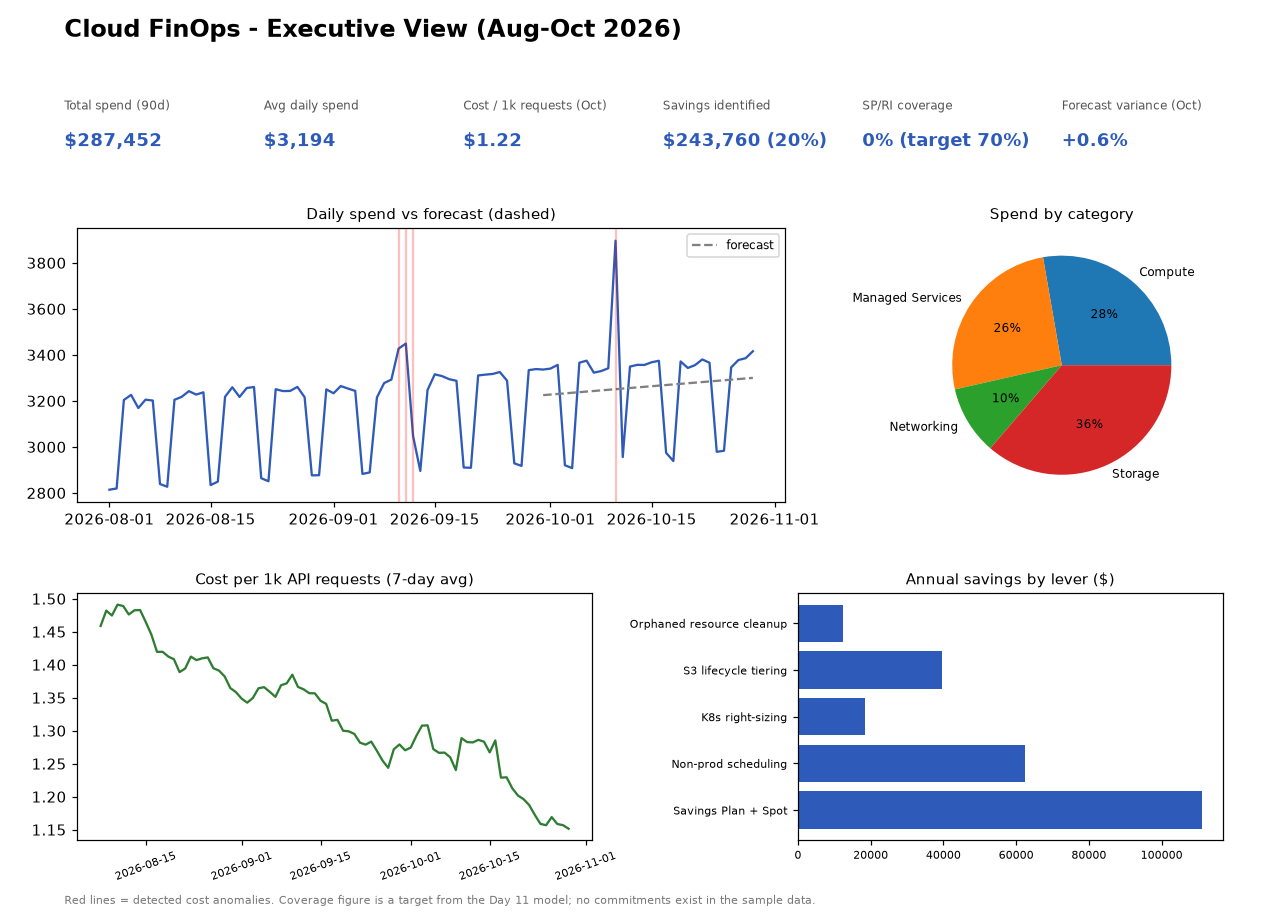 Cloud FinOps - Executive View (Aug-Oct 2026)
Total spend (90d)
$287,452
Avg daily spend
$3,194
Cost / 1k requests (Oct)
$1.22
Savings identified
$243,760 (20%)
SP/RI coverage
0% (target 70%)
Forecast variance (Oct)
+0.6%
Daily spend vs forecast (dashed)
forecast
3800
3600
3400
3200
3000
2800
2026-08-01 2026-08-15 2026-09-01 2026-09-15 2026-10-01 2026-10-15 2026-11-01
Spend by category
Compute
28%
Managed Services
26%
Networking
10%
Storage
36%
Cost per 1k API requests (7-day avg)
1.50
1.45
1.40
1.35
1.30
1.25
1.20
1.15
2026-08-15 2026-09-01 2026-09-15 2026-10-01 2026-10-15 2026-11-01
Annual savings by lever ($)
Orphaned resource cleanup
S3 lifecycle tiering
K8s right-sizing
Non-prod scheduling
Savings Plan + Spot
0 20000 40000 60000 80000 100000
Red lines = detected cost anomalies. Coverage figure is a target from the Day 11 model; no commitments exist in the sample data.